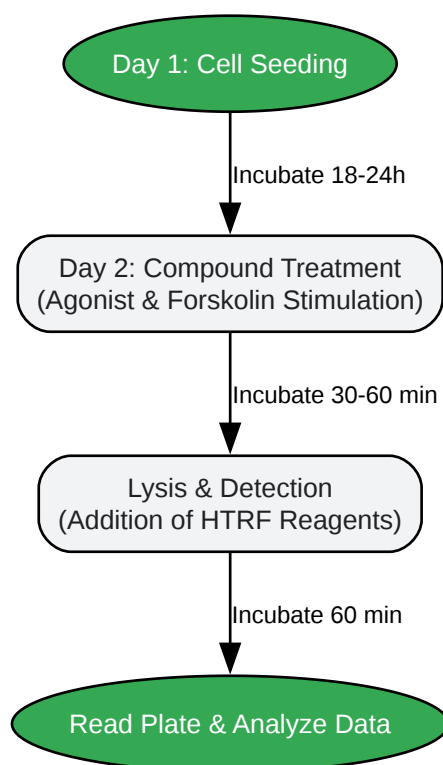 Day 1: Cell Seeding
Incubate 18-24h
Day 2: Compound Treatment
(Agonist & Forskolin Stimulation)
Incubate 30-60 min
Lysis & Detection
(Addition of HTRF Reagents)
Incubate 60 min
Read Plate & Analyze Data